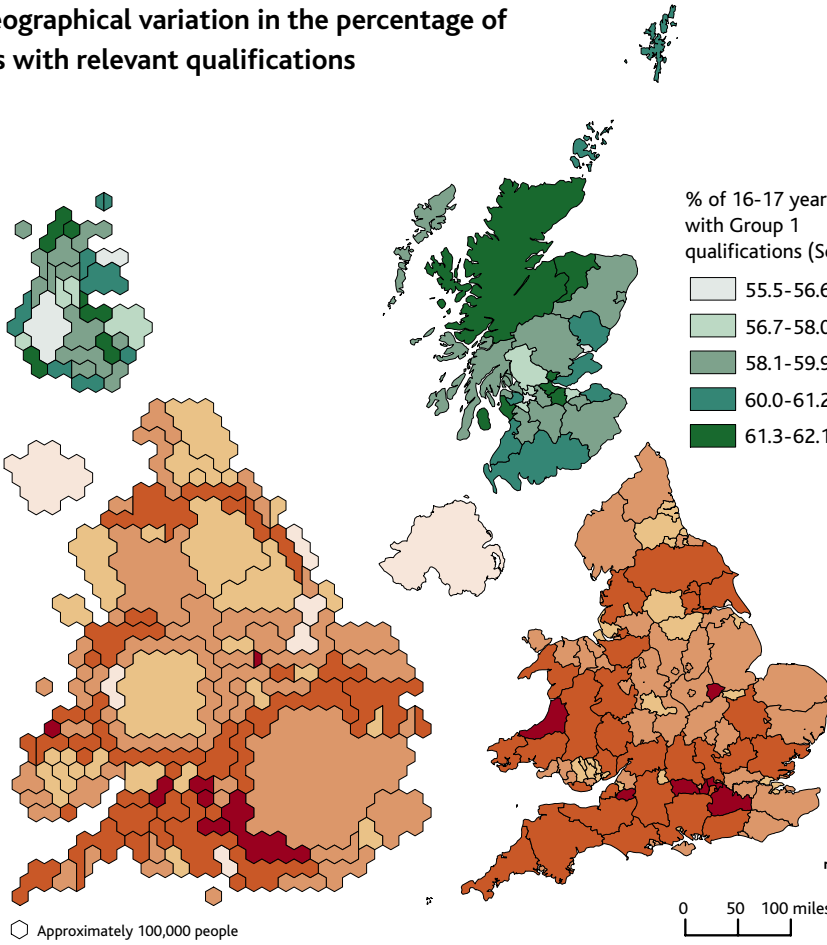 eographical variation in the percentage of
s with relevant qualifications
% of 16-17 year
with Group 1
qualifications (Sc
55.5-56.6
56.7-58.0
58.1-59.9
60.0-61.2
61.3-62.1
0 50 100 miles
Approximately 100,000 people